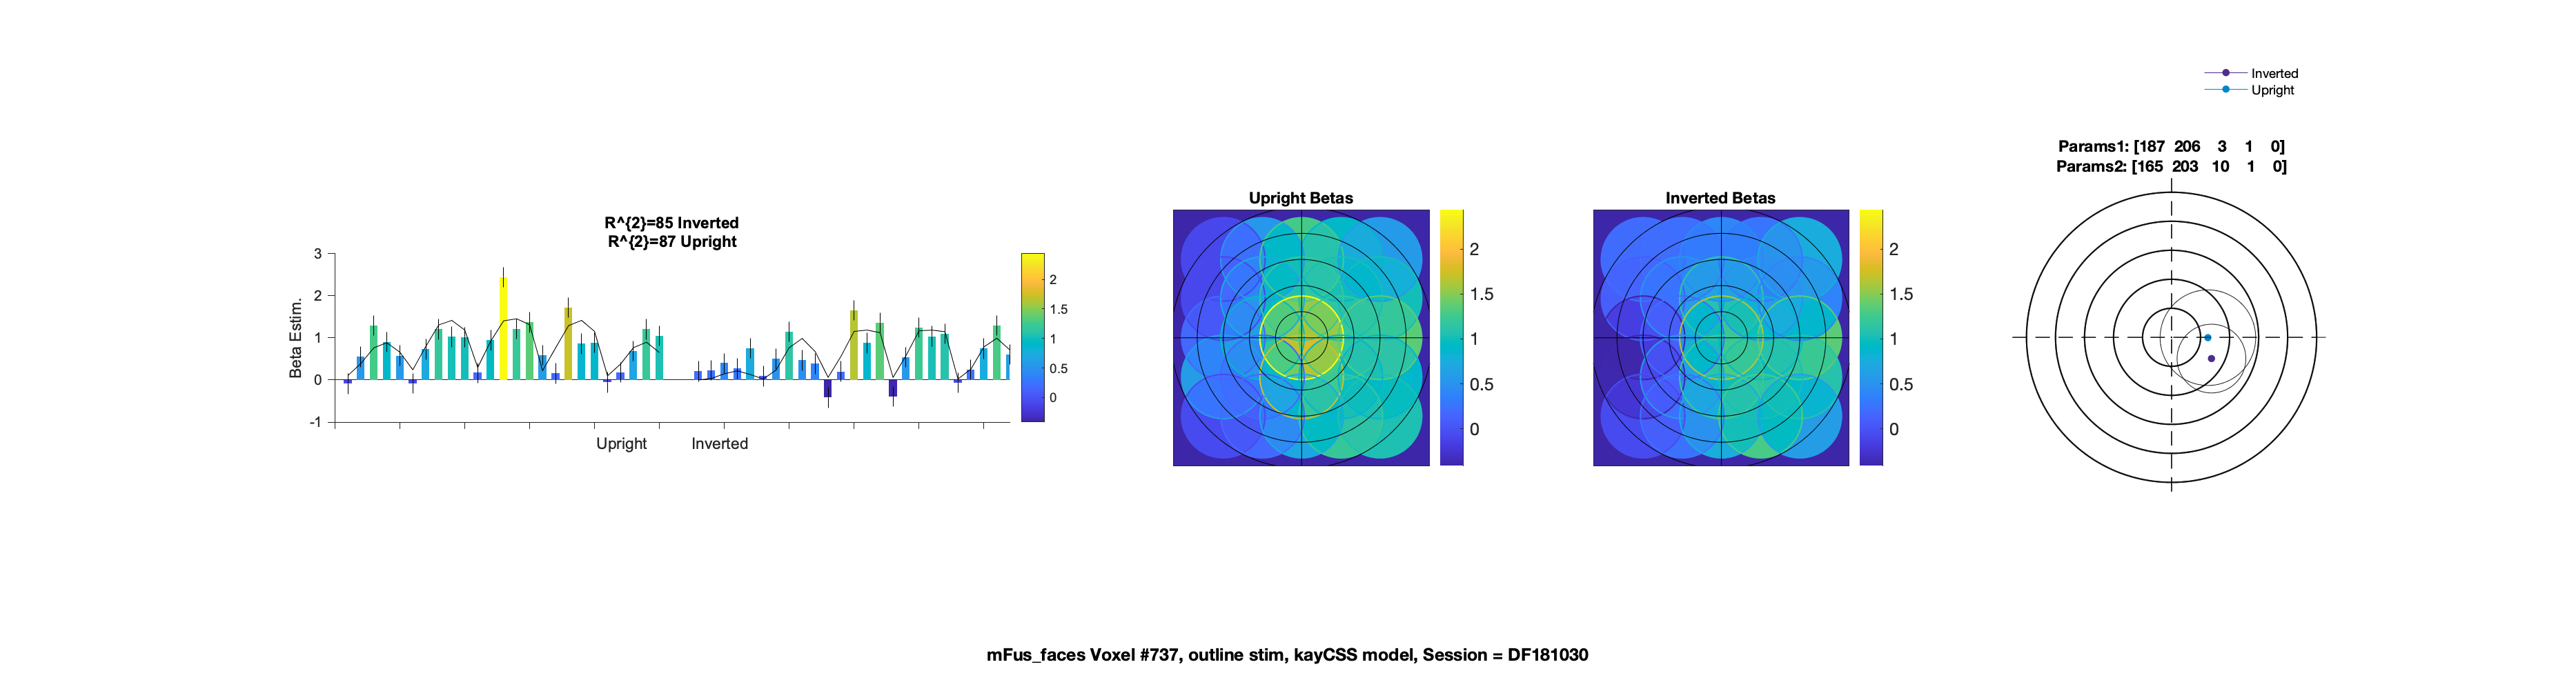 Inverted
Upright
Params1: [187 206 3 1 0]
Params2: [165 203 10 1 0]
Upright Betas
Inverted Betas
R^{2}=85 Inverted
R^{2}=87 Upright
3
2
1
0
-1
Beta Estim.
Upright
Inverted
2
1.5
1
0.5
0
2
1.5
1
0.5
0
2
1.5
1
0.5
0
mFus_faces Voxel #737, outline stim, kayCSS model, Session = DF181030